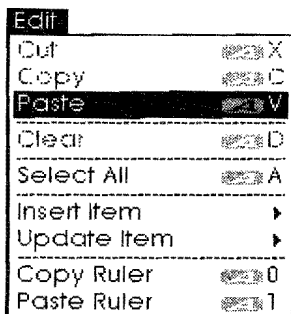 Edit
Cut X
Copy C
Paste V
Clear D
Select All A
Insert Item
Update Item
Copy Ruler 0
Paste Ruler 1